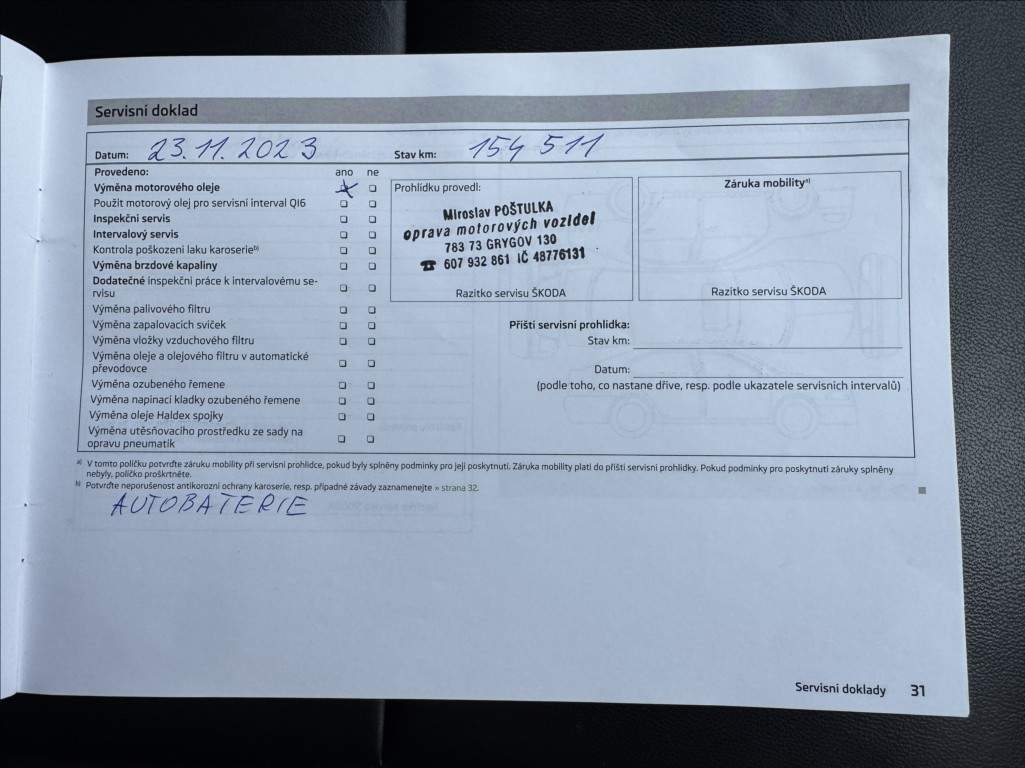 Servisní doklad
Datum: 23.11.2023 Stav km: 154 511
Provedeno: ano ne
Výměna motorového oleje
Použit motorový olej pro servisní interval QI6
Inspekční servis
Intervalový servis
Kontrola poškození laku karoserie b)
Výměna brzdové kapaliny
Dodatečné inspekční práce k intervalovému se-
rvisu
Výměna palivového filtru
Výměna zapalovacích svíček
Výměna vložky vzduchového filtru
Výměna oleje a olejového filtru v automatické
převodovce
Výměna ozubeného řemene
Výměna napínací kladky ozubeného řemene
Výměna oleje Haldex spojky
Výměna utěsňovacího prostředku ze sady na
opravu pneumatik
Prohlídku provedl:
Miroslav POŠTULKA
oprava motorových vozidel
783 73 GRYGOV 130
☎ 607 932 861 IČ 48776131
Razítko servisu ŠKODA
Záruka mobility a)
Razítko servisu ŠKODA
Příští servisní prohlídka:
Stav km:
Datum:
(podle toho, co nastane dříve, resp. podle ukazatele servisních intervalů)
a) V tomto políčku potvrďte záruku mobility při servisní prohlídce, pokud byly splněny podmínky pro její poskytnutí. Záruka mobility platí do příští servisní prohlídky. Pokud podmínky pro poskytnutí záruky splněny
nebyly, políčko proškrtněte.
b) Potvrďte neporušenost antikorozní ochrany karoserie, resp. případné závady zaznamenejte » strana 32.
AUTOBATERIE
Servisní doklady 31